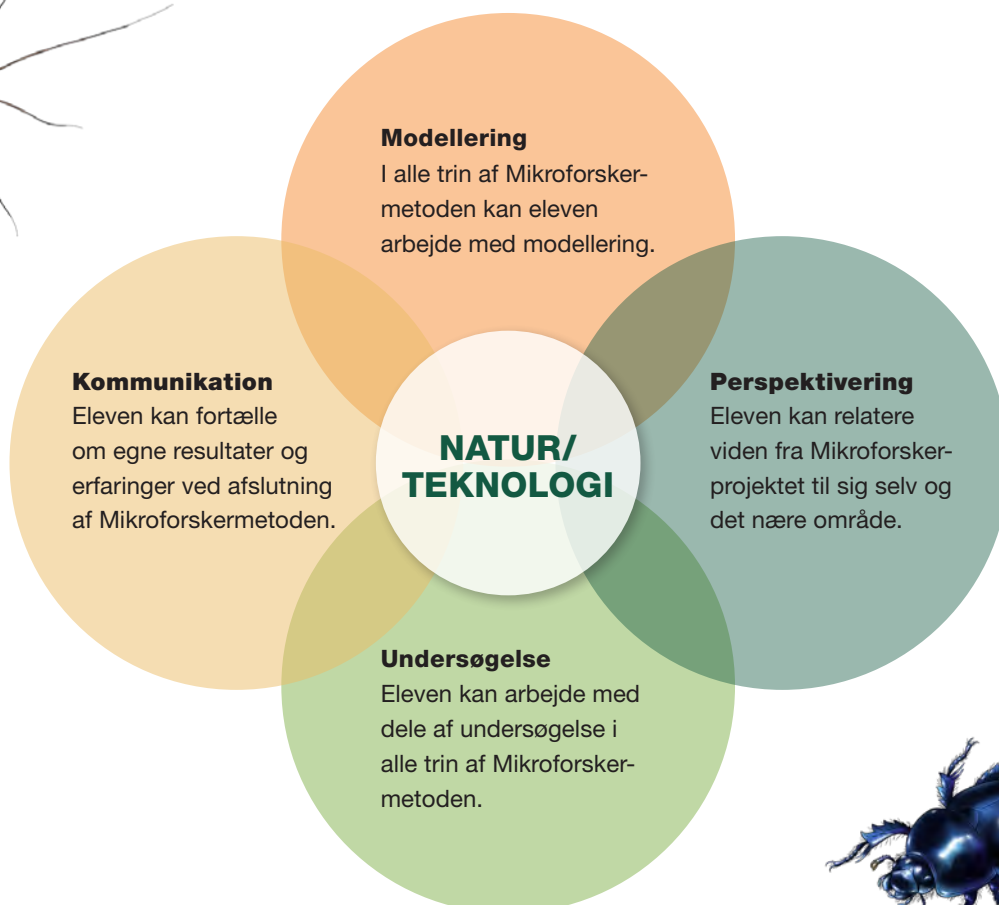 Modellering
I alle trin af Mikroforsker-
metoden kan eleven
arbejde med modellering.
Kommunikation
Eleven kan fortælle
om egne resultater og
erfaringer ved afslutning
af Mikroforskermetoden.
NATUR/
TEKNOLOGI
Perspektivering
Eleven kan relatere
viden fra Mikroforsker-
projektet til sig selv og
det nære område.
Undersøgelse
Eleven kan arbejde med
dele af undersøgelse i
alle trin af Mikroforsker-
metoden.